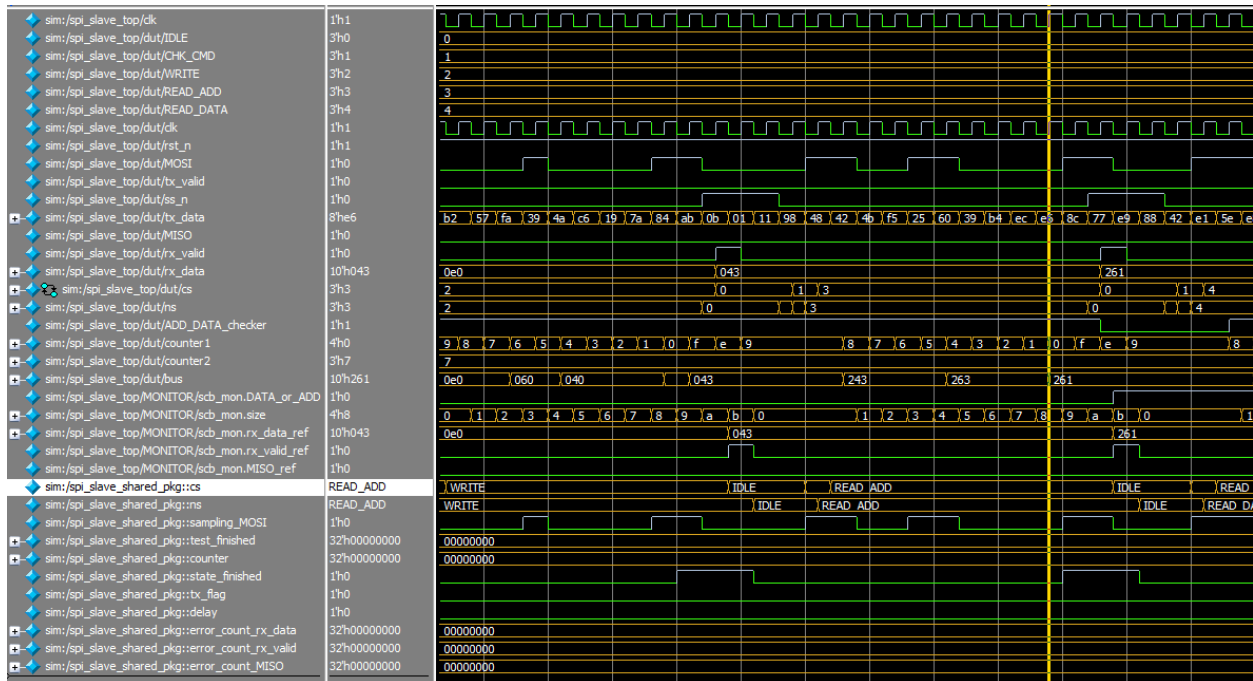 sim:/spi_slave_top/clk 1'h1
sim:/spi_slave_top/dut/IDLE 3'h0 0
sim:/spi_slave_top/dut/CHK_CMD 3'h1 1
sim:/spi_slave_top/dut/WRITE 3'h2 2
sim:/spi_slave_top/dut/READ_ADD 3'h3 3
sim:/spi_slave_top/dut/READ_DATA 3'h4 4
sim:/spi_slave_top/dut/clk 1'h1
sim:/spi_slave_top/dut/rst_n 1'h1
sim:/spi_slave_top/dut/MOSI 1'h0
sim:/spi_slave_top/dut/tx_valid 1'h0
sim:/spi_slave_top/dut/ss_n 1'h0
sim:/spi_slave_top/dut/tx_data 8'he6 b2 57 fa 39 4a c6 19 7a 84 ab 0b 01 11 98 48 42 4b f5 25 60 39 b4 ec e6 8c 77 e9 88 42 e1 5e e
sim:/spi_slave_top/dut/MISO 1'h0
sim:/spi_slave_top/dut/rx_valid 1'h0
sim:/spi_slave_top/dut/rx_data 10'h043 0e0 043 261
sim:/spi_slave_top/dut/cs 3'h3 2 0 1 3 0 1 4
sim:/spi_slave_top/dut/ns 3'h3 2 0 3 0 4
sim:/spi_slave_top/dut/ADD_DATA_checker 1'h1
sim:/spi_slave_top/dut/counter1 4'h0 9 8 7 6 5 4 3 2 1 0 f e 9 8 7 6 5 4 3 2 1 0 f e 9 8
sim:/spi_slave_top/dut/counter2 3'h7 7
sim:/spi_slave_top/dut/bus 10'h261 0e0 060 040 043 243 263 261
sim:/spi_slave_top/MONITOR/scb_mon.DATA_or_ADD 1'h0
sim:/spi_slave_top/MONITOR/scb_mon.size 4'h8 0 1 2 3 4 5 6 7 8 9 a b 0 1 2 3 4 5 6 7 8 9 a b 0 1
sim:/spi_slave_top/MONITOR/scb_mon.rx_data_ref 10'h043 0e0 043 261
sim:/spi_slave_top/MONITOR/scb_mon.rx_valid_ref 1'h0
sim:/spi_slave_top/MONITOR/scb_mon.MISO_ref 1'h0
sim:/spi_slave_shared_pkg::cs READ_ADD WRITE IDLE READ_ADD IDLE READ
sim:/spi_slave_shared_pkg::ns READ_ADD WRITE IDLE READ_ADD IDLE READ_DA
sim:/spi_slave_shared_pkg::sampling_MOSI 1'h0
sim:/spi_slave_shared_pkg::test_finished 32'h00000000 00000000
sim:/spi_slave_shared_pkg::counter 32'h00000000 00000000
sim:/spi_slave_shared_pkg::state_finished 1'h0
sim:/spi_slave_shared_pkg::tx_flag 1'h0
sim:/spi_slave_shared_pkg::delay 1'h0
sim:/spi_slave_shared_pkg::error_count_rx_data 32'h00000000 00000000
sim:/spi_slave_shared_pkg::error_count_rx_valid 32'h00000000 00000000
sim:/spi_slave_shared_pkg::error_count_MISO 32'h00000000 00000000